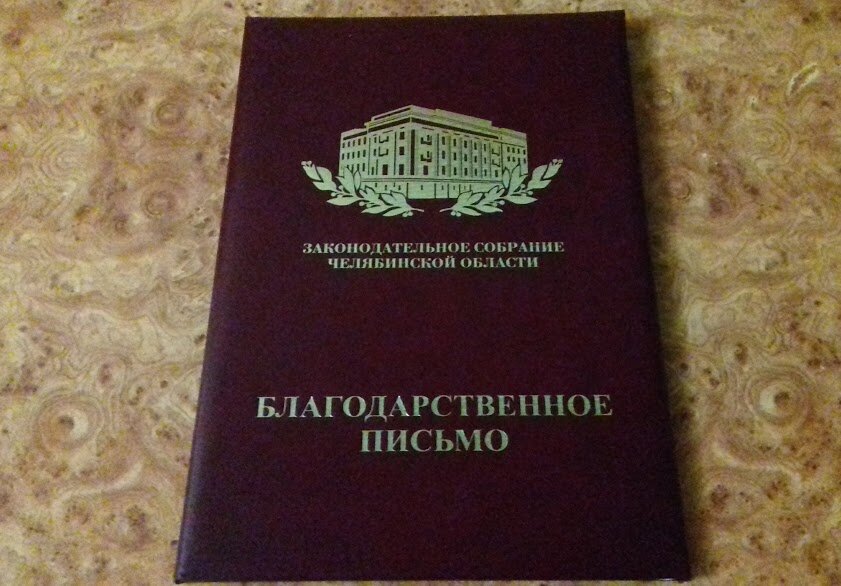 ЗАКОНОДАТЕЛЬНОЕ СОБРАНИЕ
ЧЕЛЯБИНСКОЙ ОБЛАСТИ
БЛАГОДАРСТВЕННОЕ
ПИСЬМО